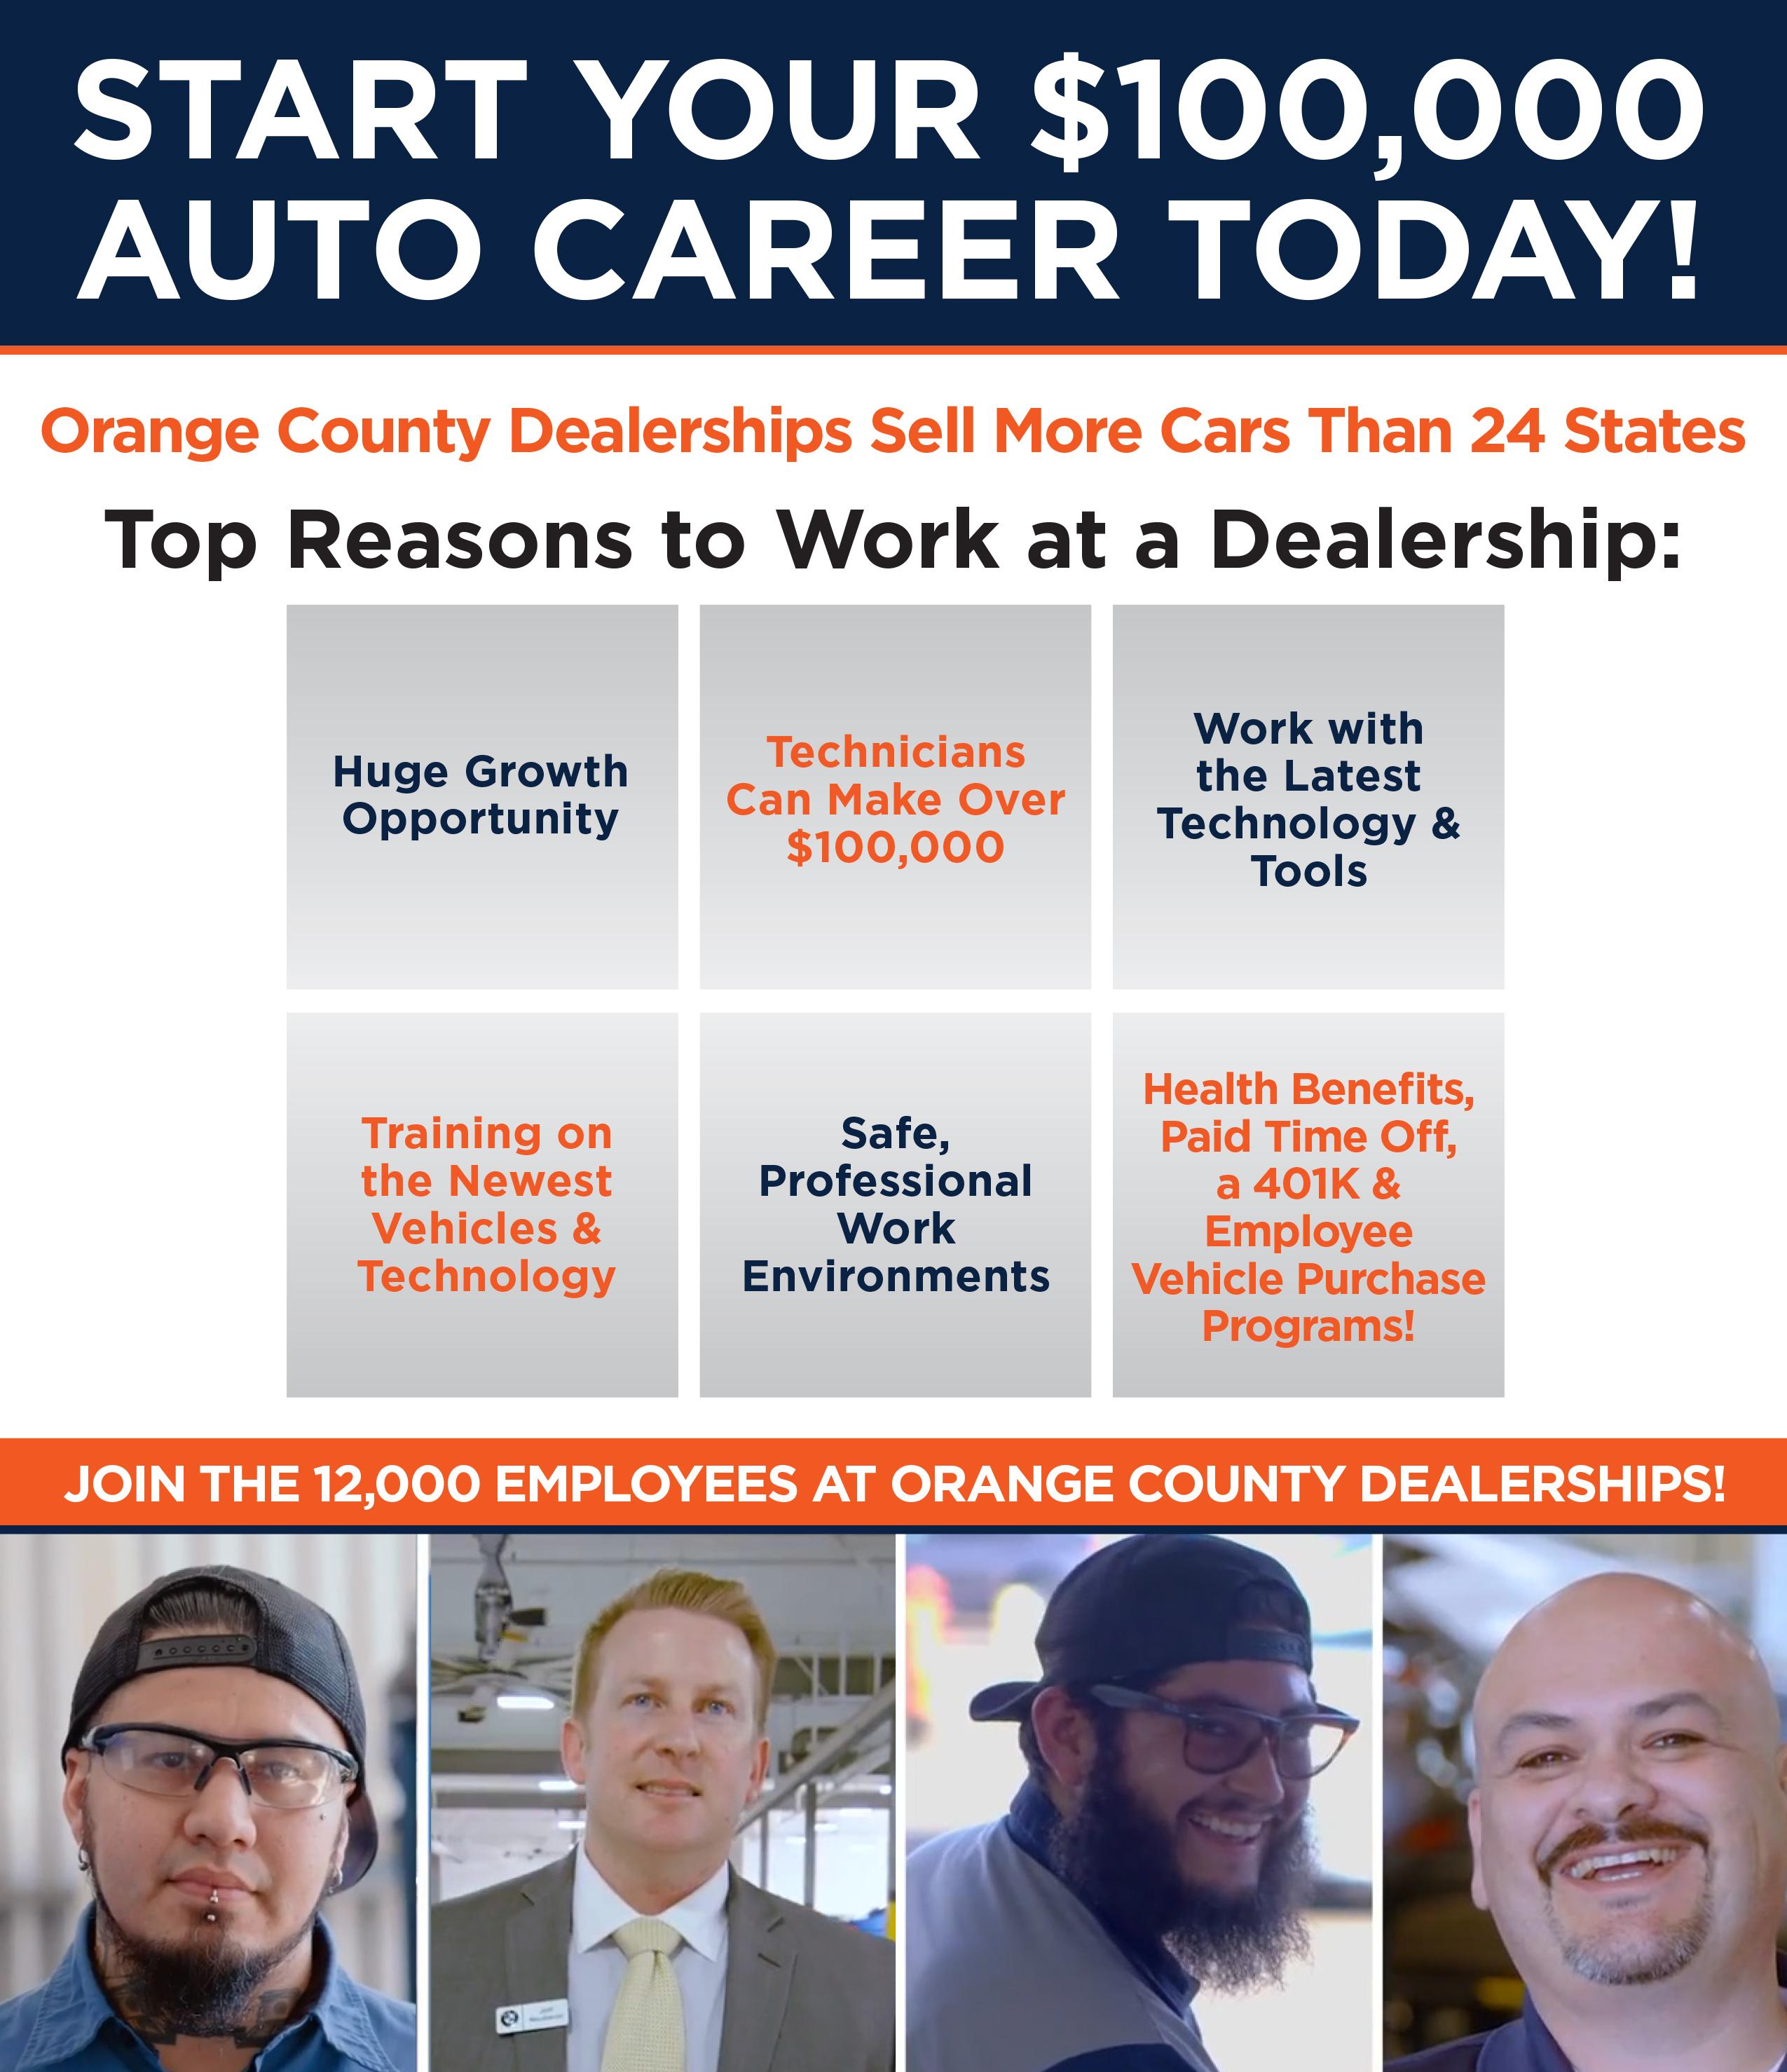 START YOUR $100,000
AUTO CAREER TODAY!
Orange County Dealerships Sell More Cars Than 24 States
Top Reasons to Work at a Dealership:
Huge Growth
Opportunity
Technicians
Can Make Over
$100,000
Work with
the Latest
Technology &
Tools
Training on
the Newest
Vehicles &
Technology
Safe,
Professional
Work
Environments
Health Benefits,
Paid Time Off,
a 401K &
Employee
Vehicle Purchase
Programs!
JOIN THE 12,000 EMPLOYEES AT ORANGE COUNTY DEALERSHIPS!